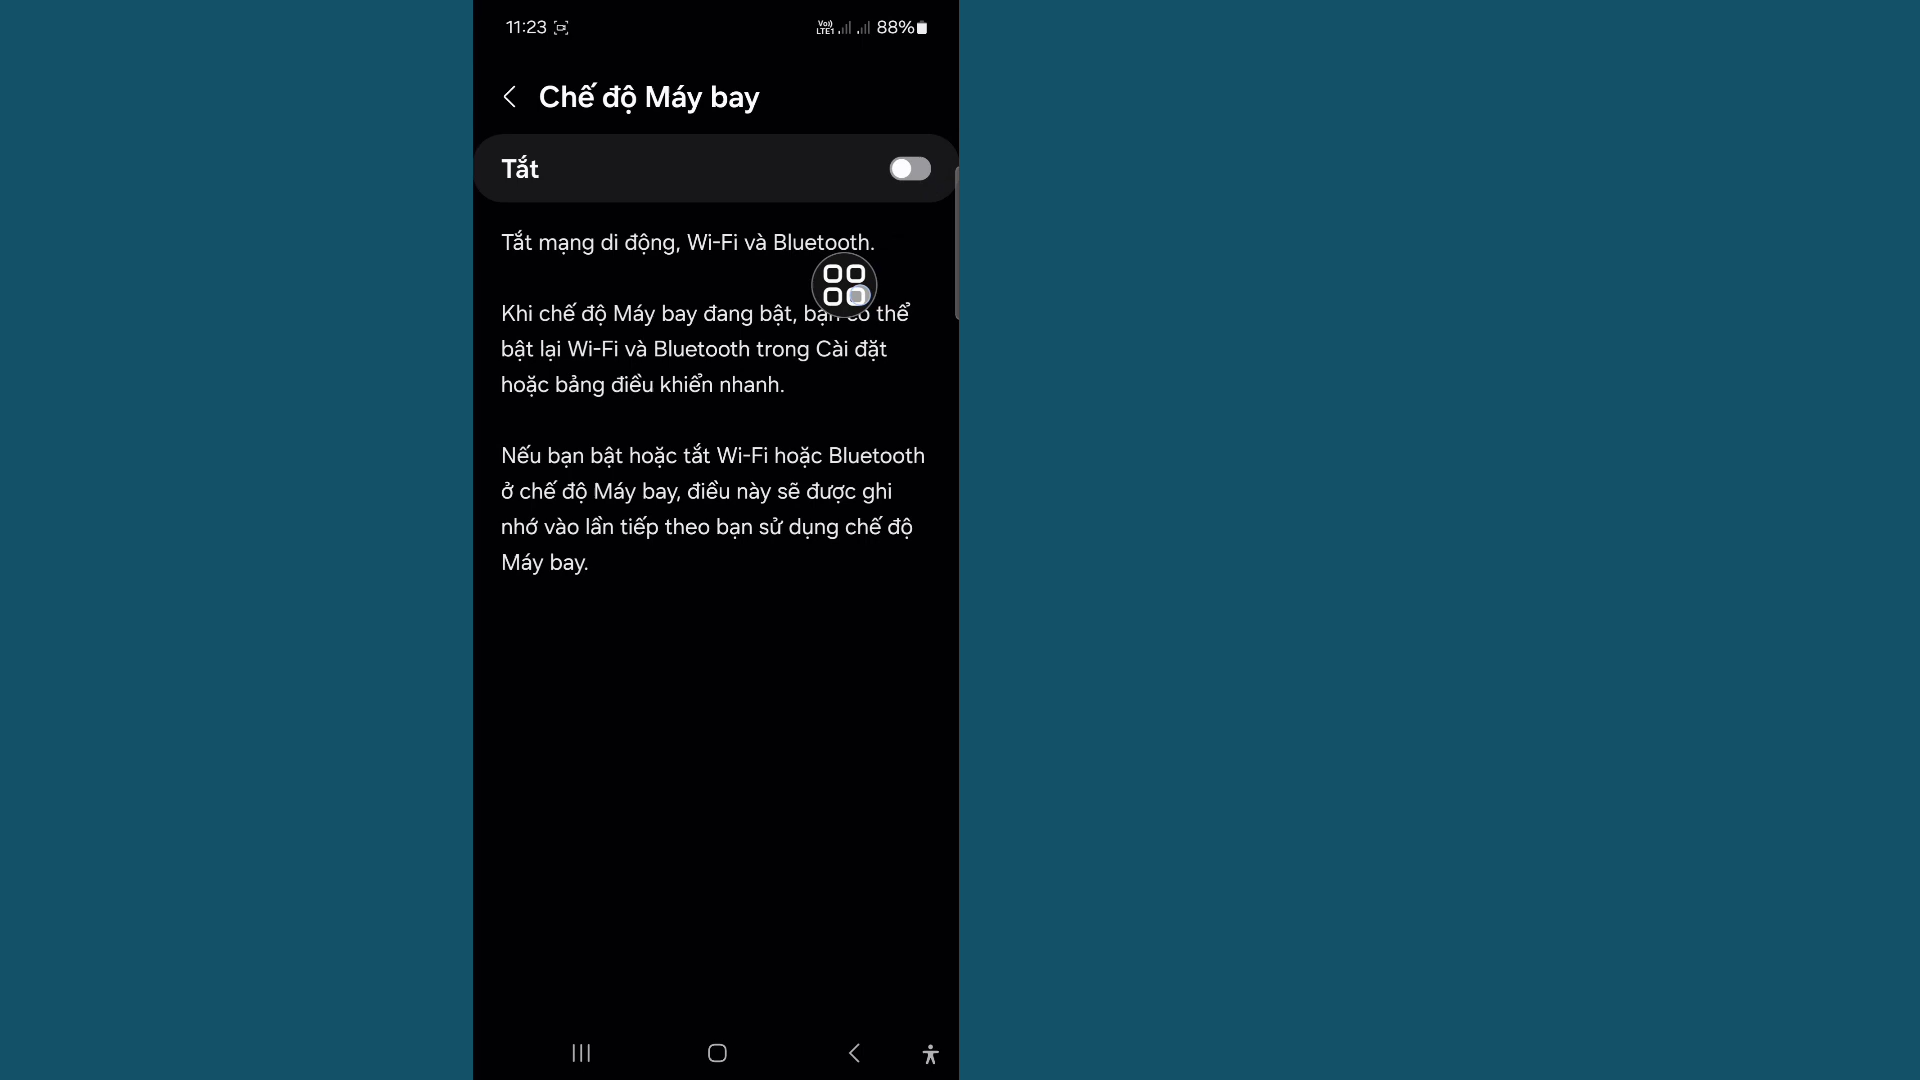 11:23
Vo)) LTE1 88%
Chế độ Máy bay
Tắt
Tắt mạng di động, Wi-Fi và Bluetooth.
Khi chế độ Máy bay đang bật, bạn có thể
bật lại Wi-Fi và Bluetooth trong Cài đặt
hoặc bảng điều khiển nhanh.
Nếu bạn bật hoặc tắt Wi-Fi hoặc Bluetooth
ở chế độ Máy bay, điều này sẽ được ghi
nhớ vào lần tiếp theo bạn sử dụng chế độ
Máy bay.